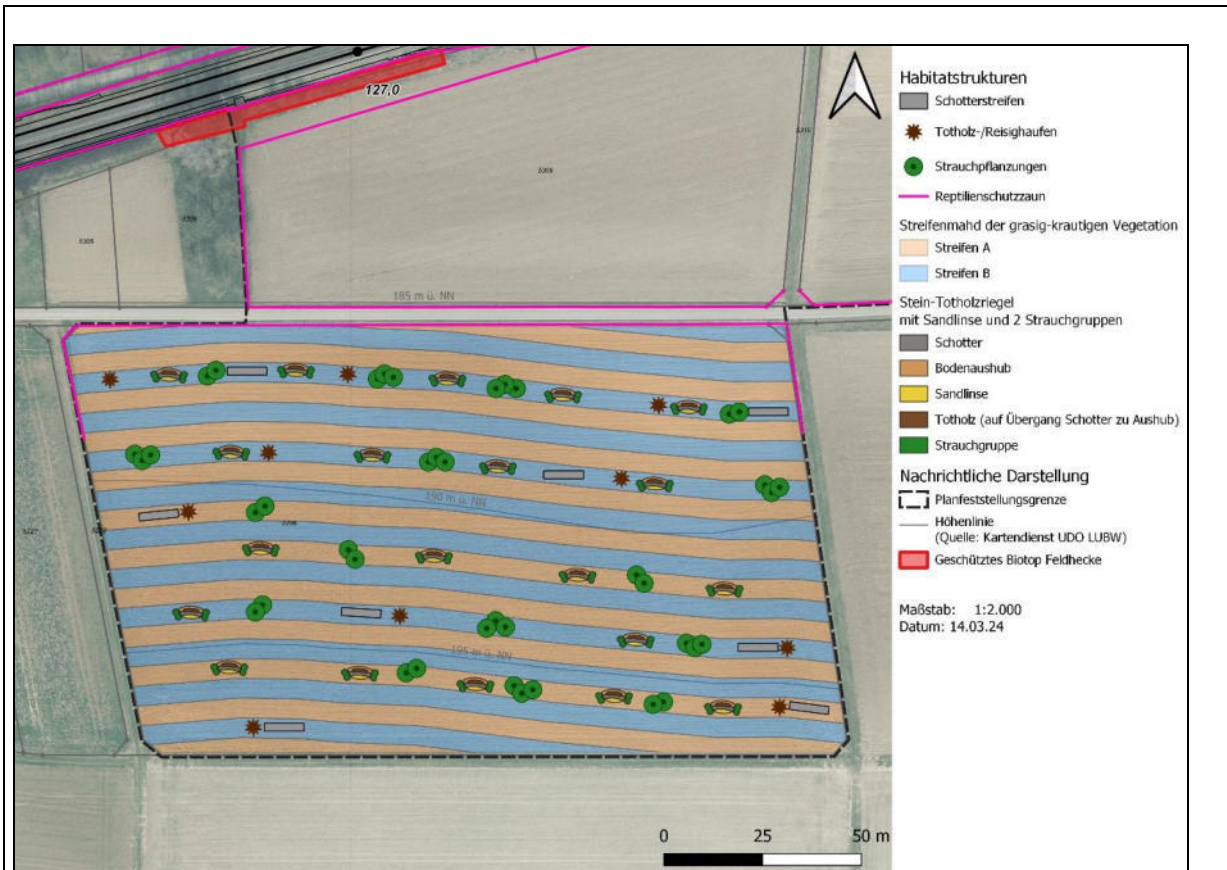 127,0
185 m ü. NN
190 m ü. NN
195 m ü. NN
0 25 50 m
Habitatstrukturen
Schotterstreifen
Totholz-/Reisighaufen
Strauchpflanzungen
Reptilienschutzzaun
Streifenmahd der grasig-krautigen Vegetation
Streifen A
Streifen B
Stein-Totholzriegel
mit Sandlinse und 2 Strauchgruppen
Schotter
Bodenaushub
Sandlinse
Totholz (auf Übergang Schotter zu Aushub)
Strauchgruppe
Nachrichtliche Darstellung
Planfeststellungsgrenze
Höhenlinie
(Quelle: Kartendienst UDO LUBW)
Geschütztes Biotop Feldhecke
Maßstab: 1:2.000
Datum: 14.03.24